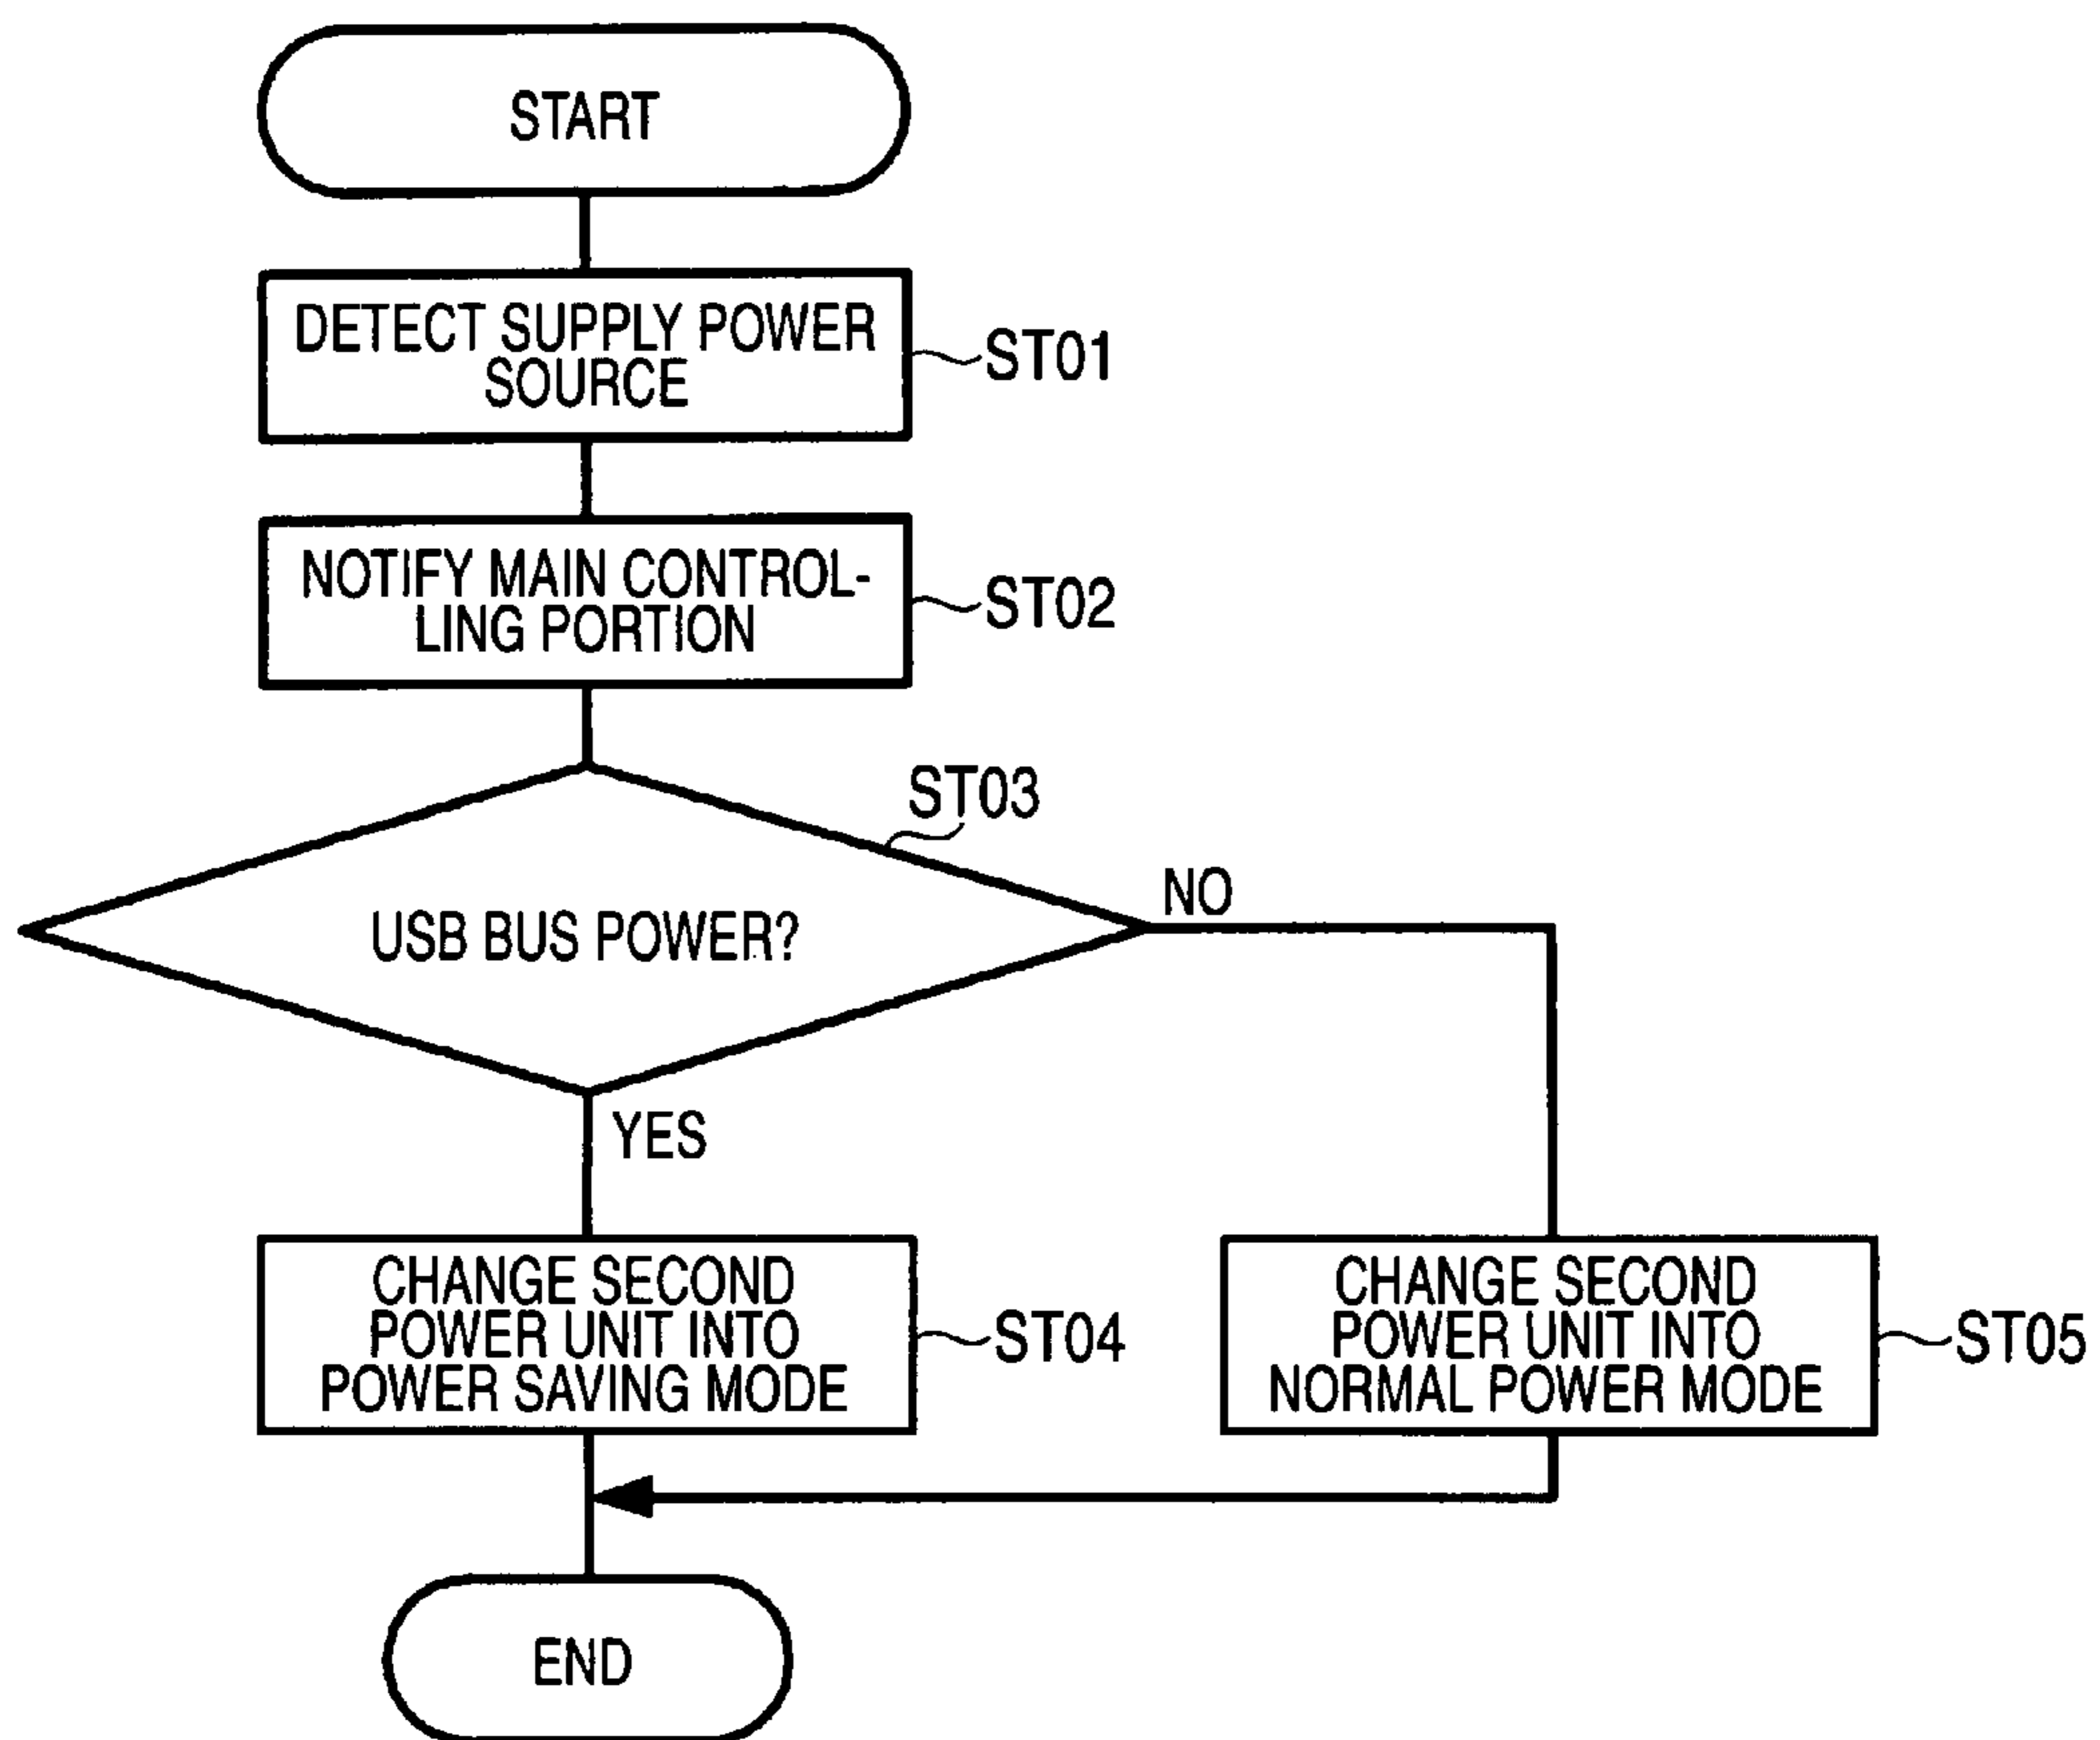 START
DETECT SUPPLY POWER
SOURCE
ST01
NOTIFY MAIN CONTROL-
LING PORTION
ST02
ST03
USB BUS POWER?
NO
YES
CHANGE SECOND
POWER UNIT INTO
POWER SAVING MODE
ST04
CHANGE SECOND
POWER UNIT INTO
NORMAL POWER MODE
ST05
END